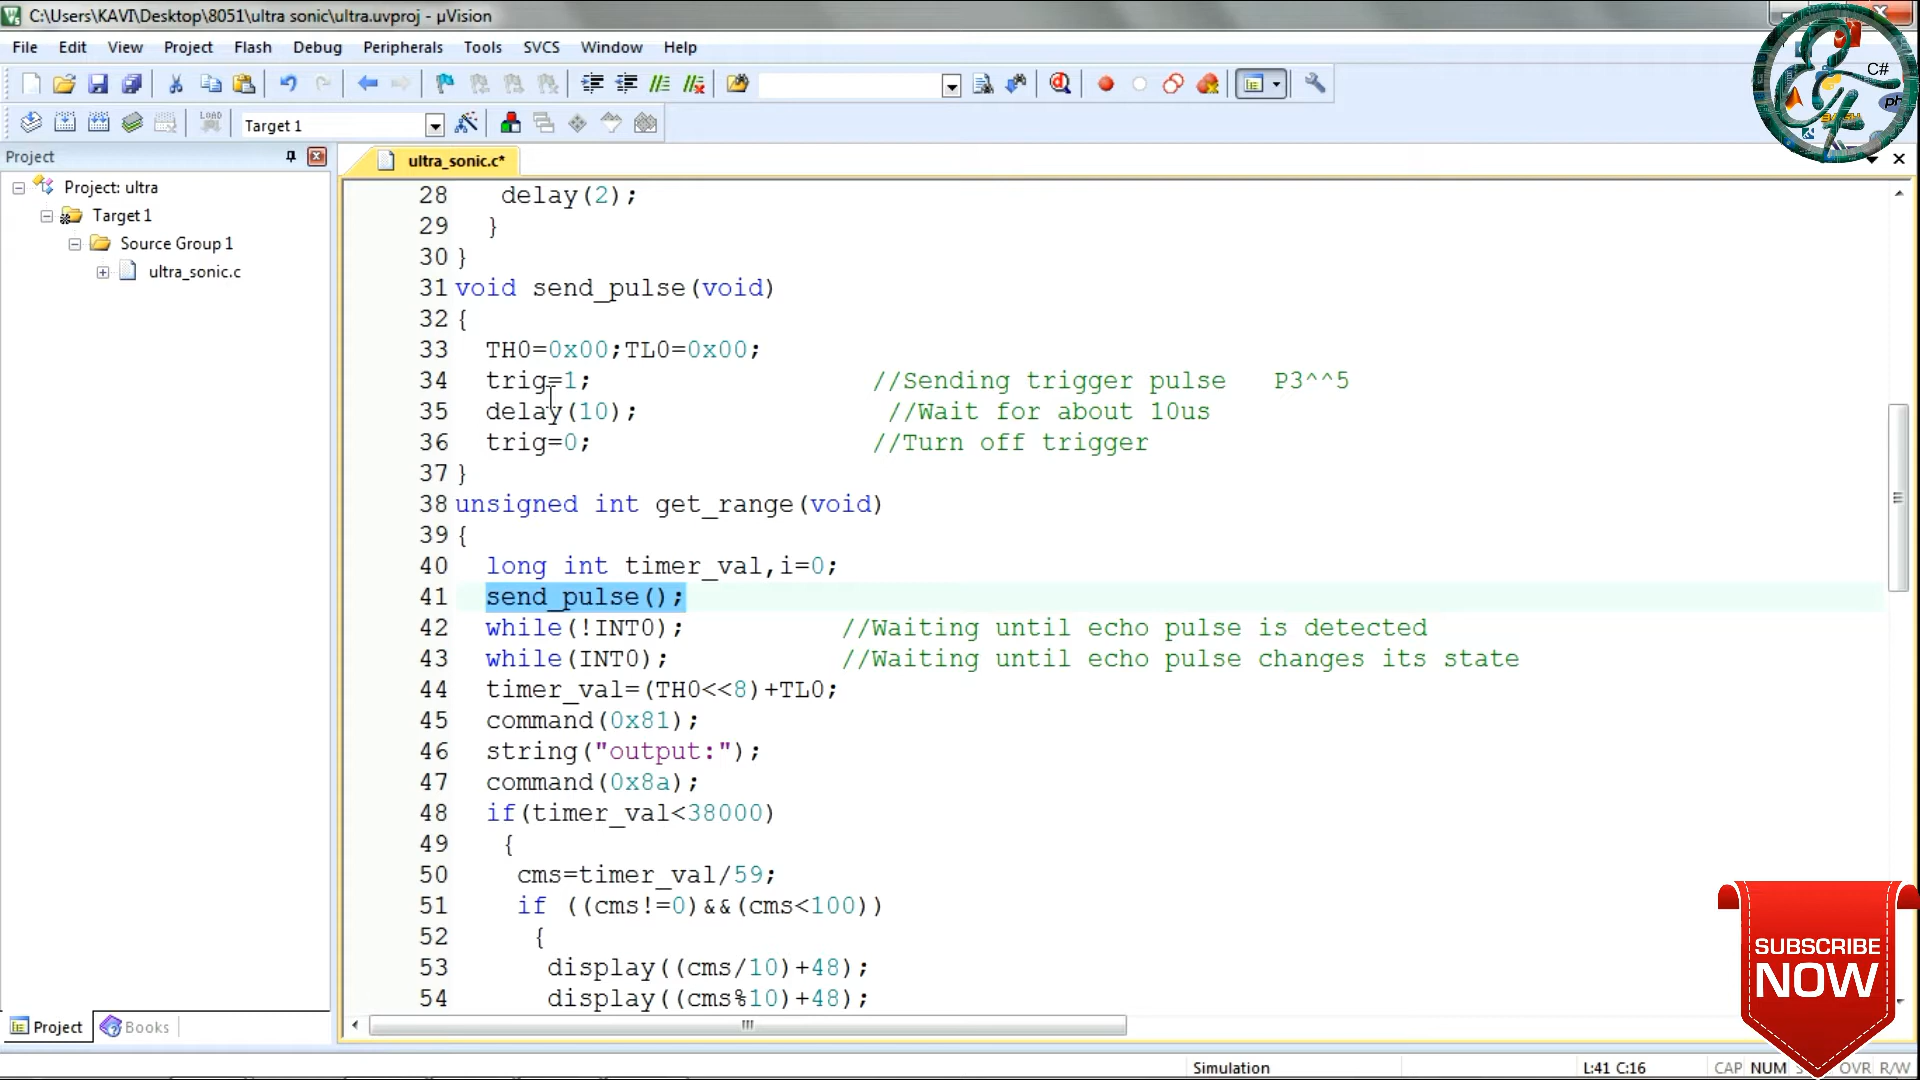 C:\Users\KAVI\Desktop\8051\ultra sonic\ultra.uvproj - µVision
File Edit View Project Flash Debug Peripherals Tools SVCS Window Help
C#
LOAD Target 1
Project
ultra_sonic.c*
Project: ultra
Target 1
Source Group 1
ultra_sonic.c
28 delay(2);
29 }
30 }
31 void send_pulse(void)
32 {
33 TH0=0x00;TL0=0x00;
34 trig=1; //Sending trigger pulse P3^^5
35 delay(10); //Wait for about 10us
36 trig=0; //Turn off trigger
37 }
38 unsigned int get_range(void)
39 {
40 long int timer_val,i=0;
41 send_pulse();
42 while(!INT0); //Waiting until echo pulse is detected
43 while(INT0); //Waiting until echo pulse changes its state
44 timer_val=(TH0<<8)+TL0;
45 command(0x81);
46 string("output:");
47 command(0x8a);
48 if(timer_val<38000)
49 {
50 cms=timer_val/59;
51 if ((cms!=0)&&(cms<100))
52 {
53 display((cms/10)+48);
54 display((cms%10)+48);
SUBSCRIBE
NOW
Project Books
Simulation L:41 C:16 CAP NUM OVR R/W